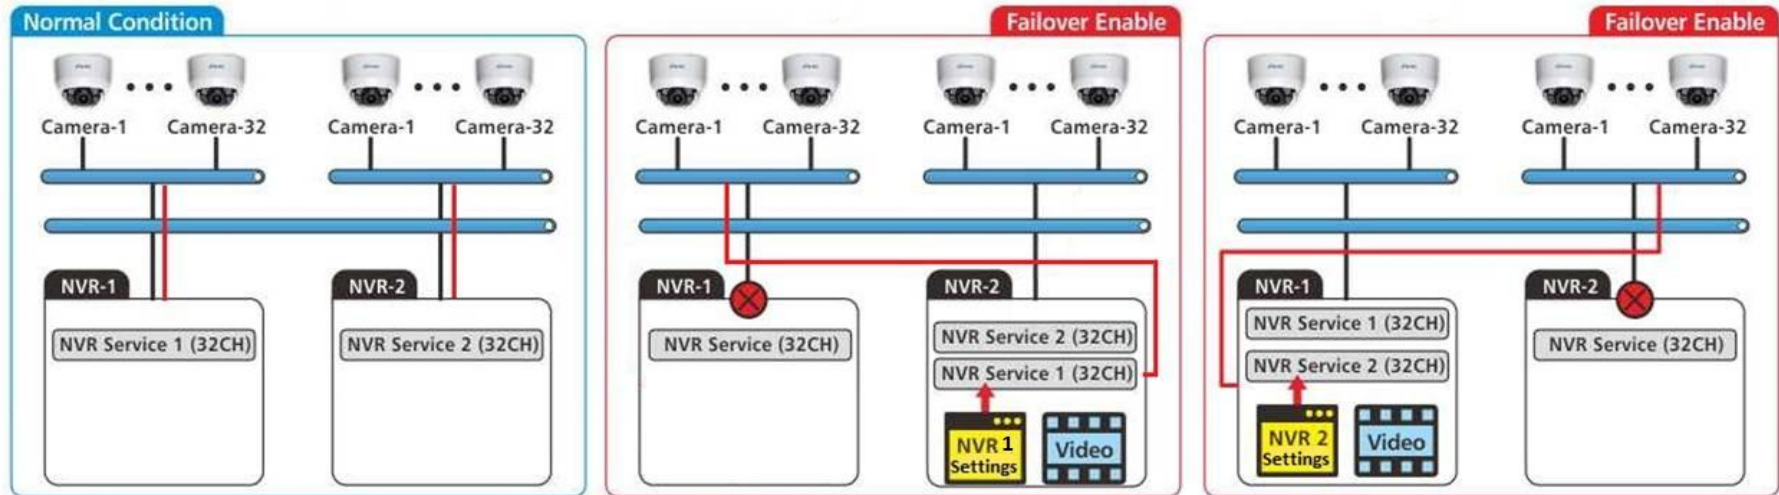 Normal Condition
Failover Enable
Failover Enable
Camera-1 Camera-32 Camera-1 Camera-32
Camera-1 Camera-32 Camera-1 Camera-32
Camera-1 Camera-32 Camera-1 Camera-32
NVR-1
NVR Service 1 (32CH)
NVR-2
NVR Service 2 (32CH)
NVR-1
NVR Service (32CH)
NVR-2
NVR Service 2 (32CH)
NVR Service 1 (32CH)
NVR 1
Settings
Video
NVR-1
NVR Service 1 (32CH)
NVR Service 2 (32CH)
NVR 2
Settings
Video
NVR-2
NVR Service (32CH)